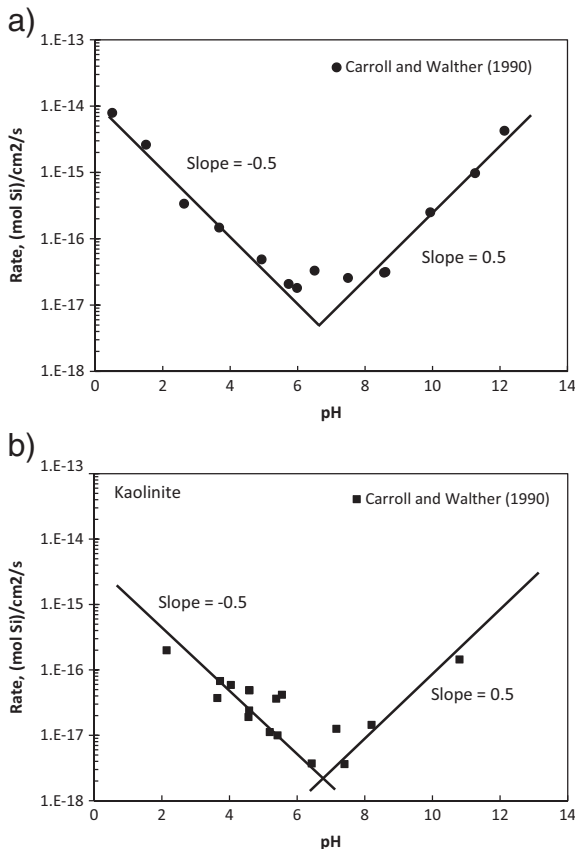 a)
1.E-13
1.E-14
1.E-15
1.E-16
1.E-17
1.E-18
Rate, (mol Si)/cm2/s
Carroll and Walther (1990)
Slope = -0.5
Slope = 0.5
0 2 4 6 8 10 12 14
pH
b)
1.E-13
1.E-14
1.E-15
1.E-16
1.E-17
1.E-18
Rate, (mol Si)/cm2/s
Kaolinite
Carroll and Walther (1990)
Slope = -0.5
Slope = 0.5
0 2 4 6 8 10 12 14
pH